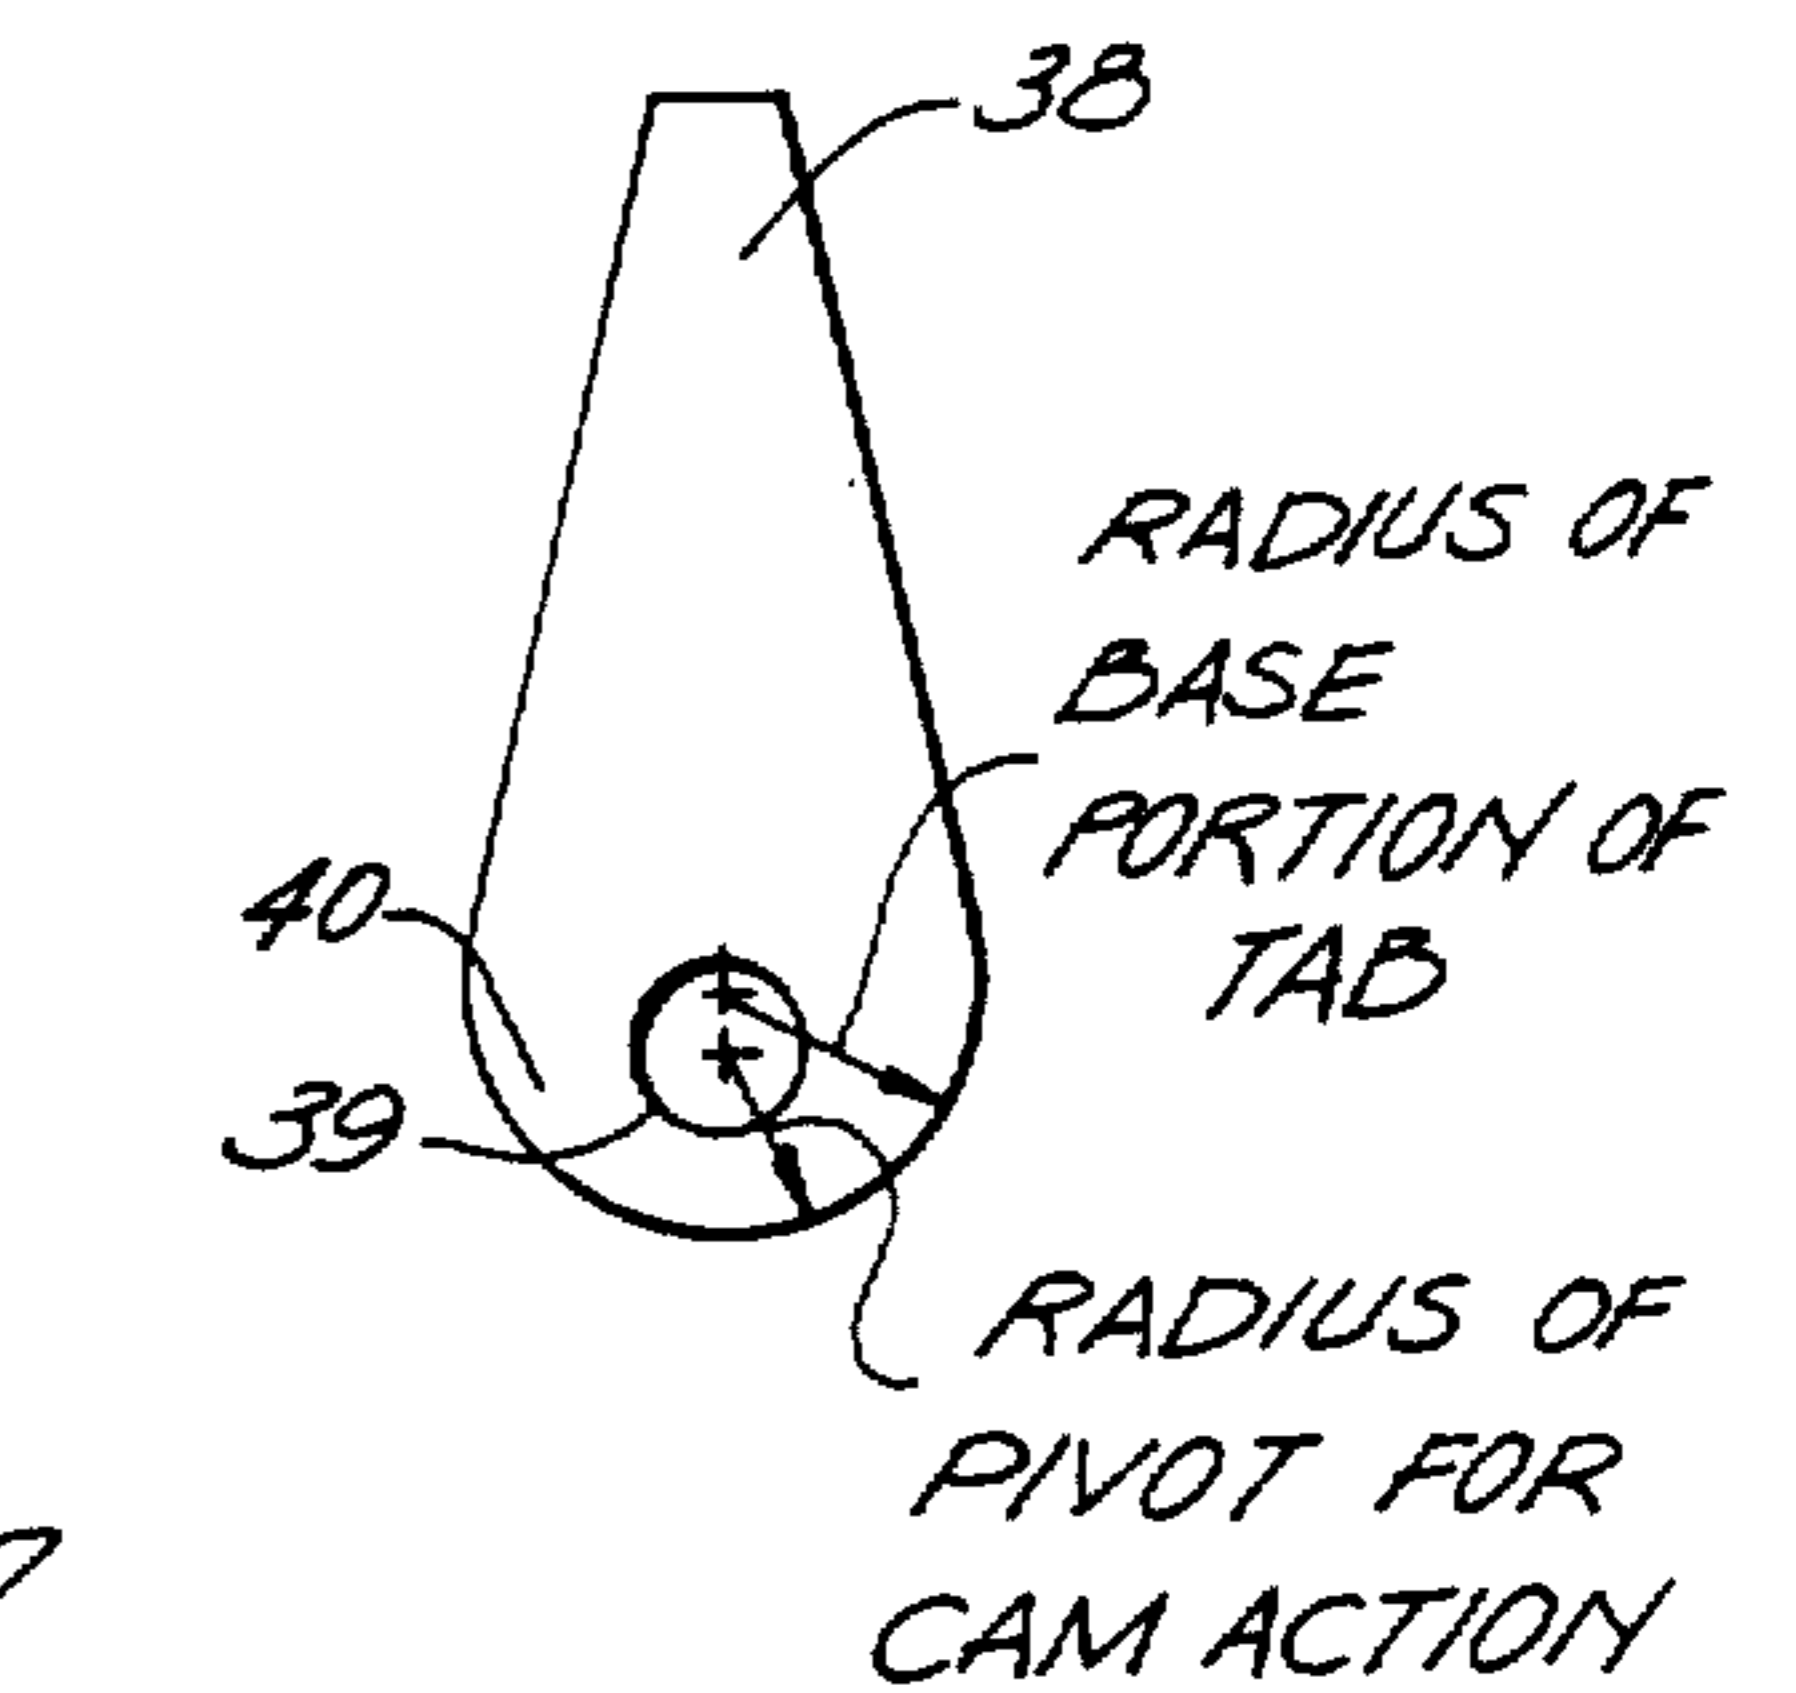 38
RADIUS OF
BASE
PORTION OF
TAB
40
39
RADIUS OF
PIVOT FOR
CAM ACTION